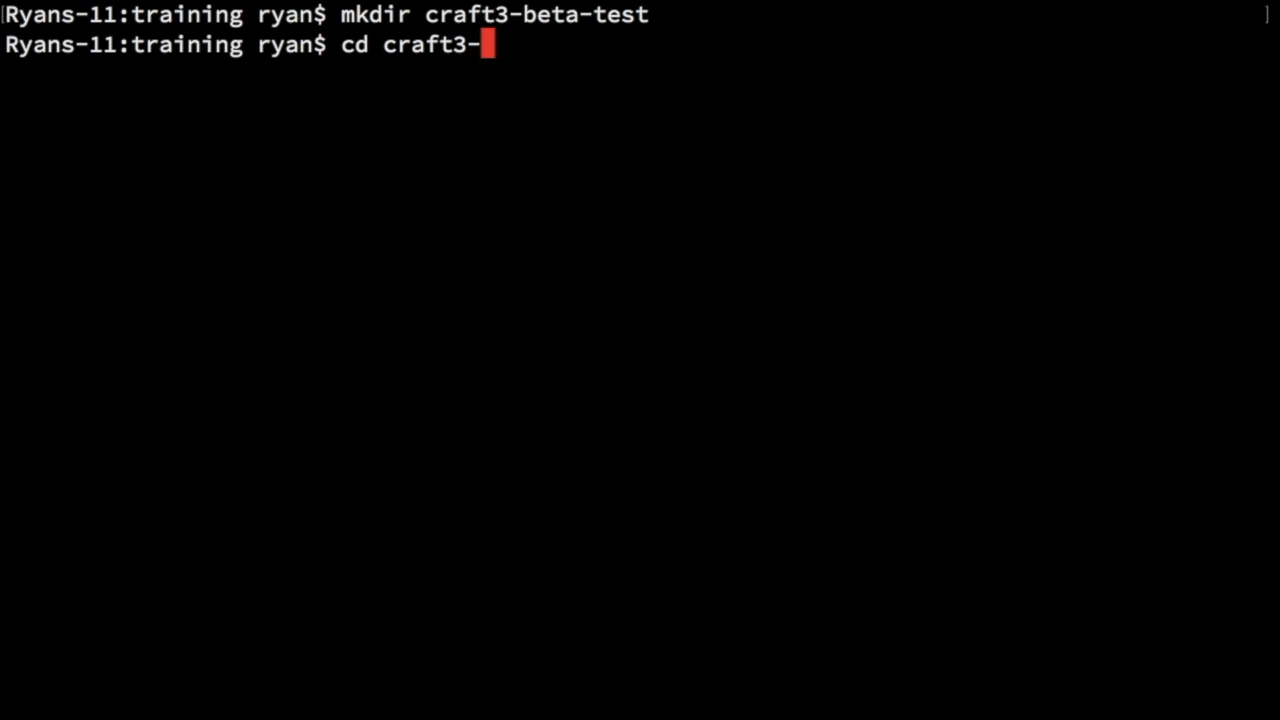 [Ryans-11:training ryan$ mkdir craft3-beta-test ]
Ryans-11:training ryan$ cd craft3-